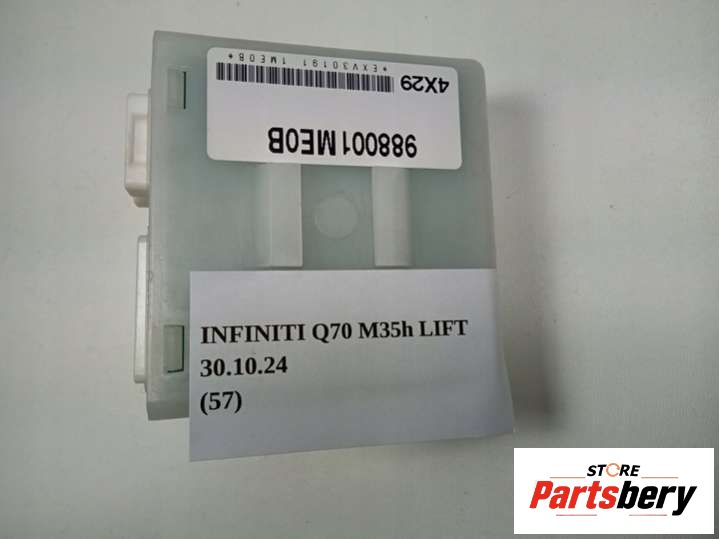 *EXV30191 1ME0B*
4X29
988001ME0B
INFINITI Q70 M35h LIFT
30.10.24
(57)
STORE
Partsbery